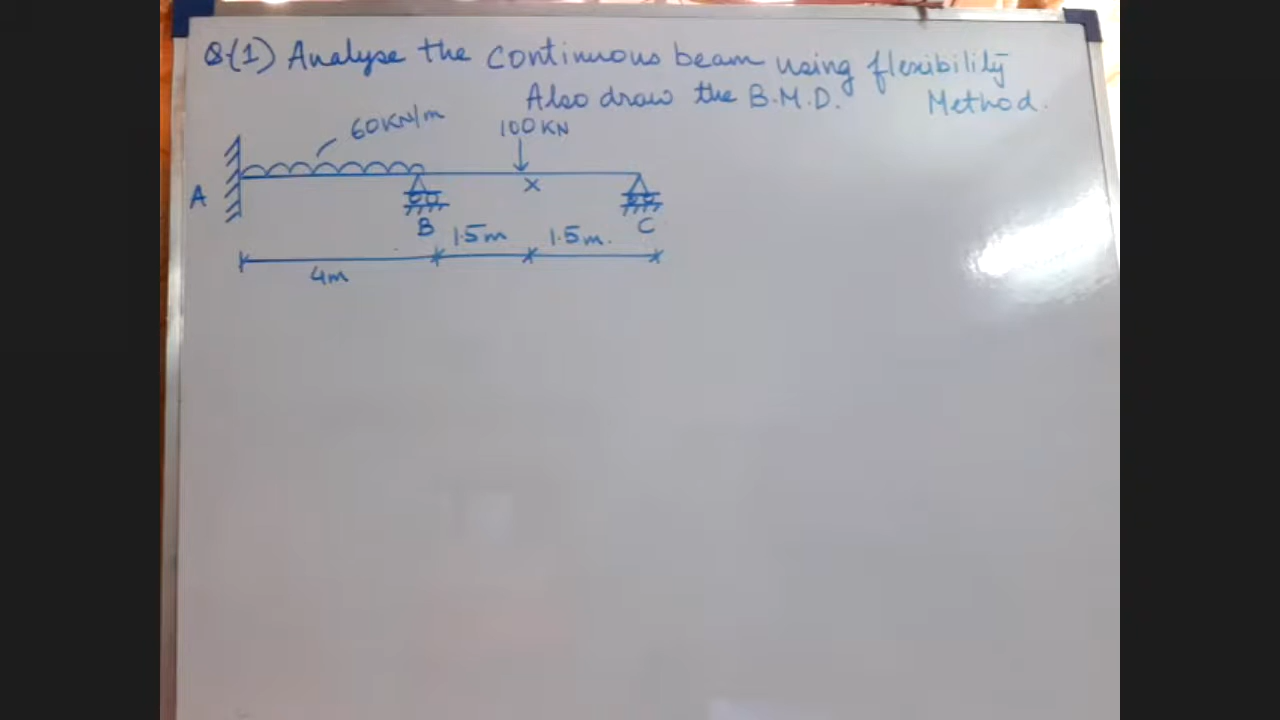 Q(1) Analyse the continuous beam using flexibility
Also draw the B.M.D. Method.
60KN/m
100KN
A
x
B
C
1.5m
1.5m.
4m